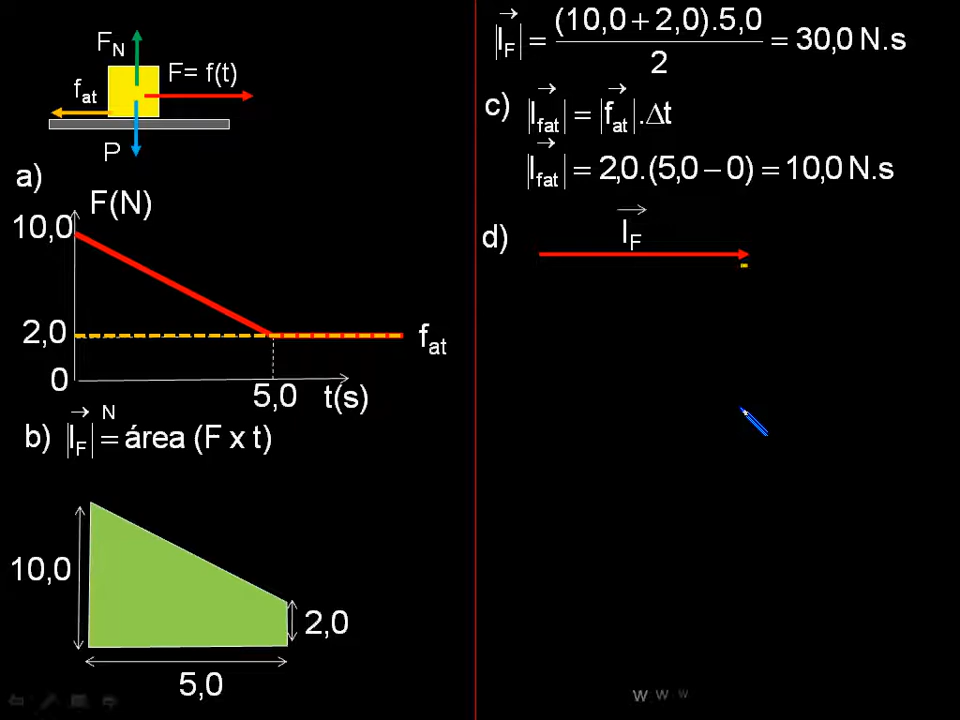 F_N
F= f(t)
f_at
P
a)
F(N)
10,0
2,0
f_at
0
5,0
t(s)
b) |I_F| N= área (F x t)
10,0
2,0
5,0
|I_F| = (10,0 + 2,0).5,0 / 2 = 30,0 N.s
c) |I_fat| = |f_at| .Δt
|I_fat| = 2,0.(5,0 − 0) = 10,0 N.s
d) I_F
W W W